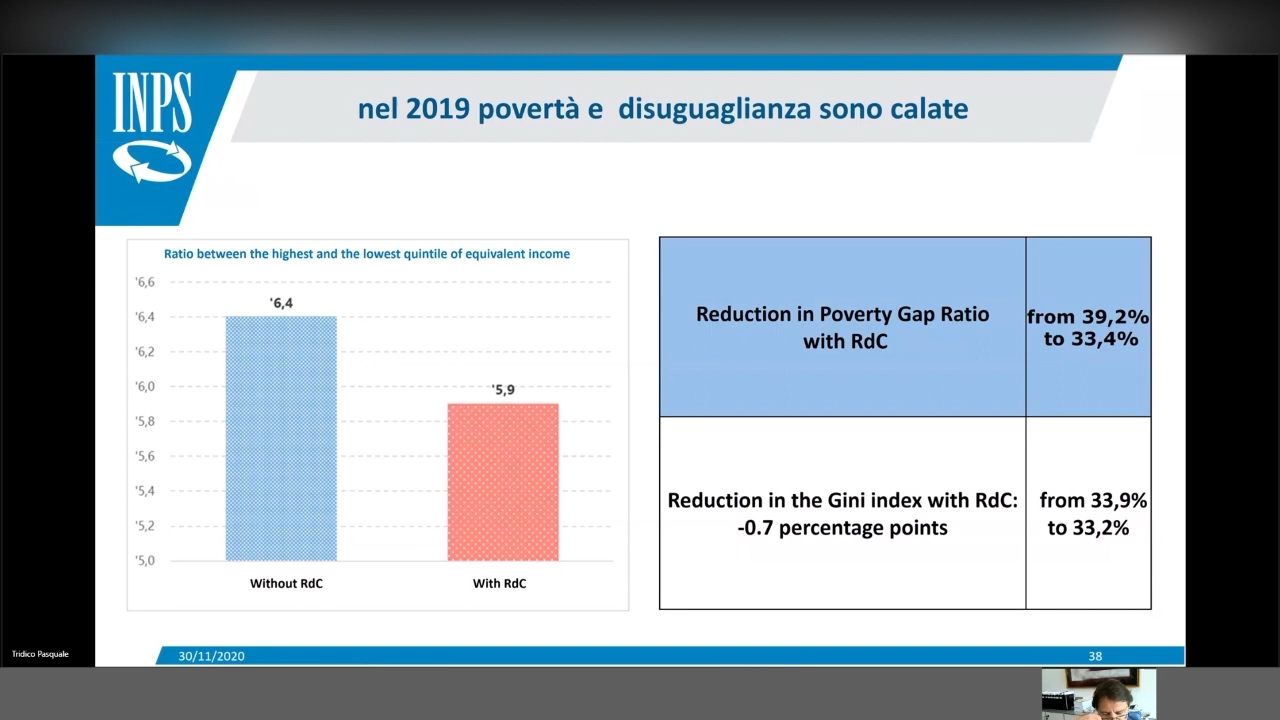 INPS
nel 2019 povertà e disuguaglianza sono calate
Ratio between the highest and the lowest quintile of equivalent income
'6,6
'6,4
'6,2
'6,0
'5,8
'5,6
'5,4
'5,2
'5,0
'6,4
'5,9
Without RdC
With RdC
Reduction in Poverty Gap Ratio
with RdC
from 39,2%
to 33,4%
Reduction in the Gini index with RdC:
-0.7 percentage points
from 33,9%
to 33,2%
Tridico Pasquale
30/11/2020
38